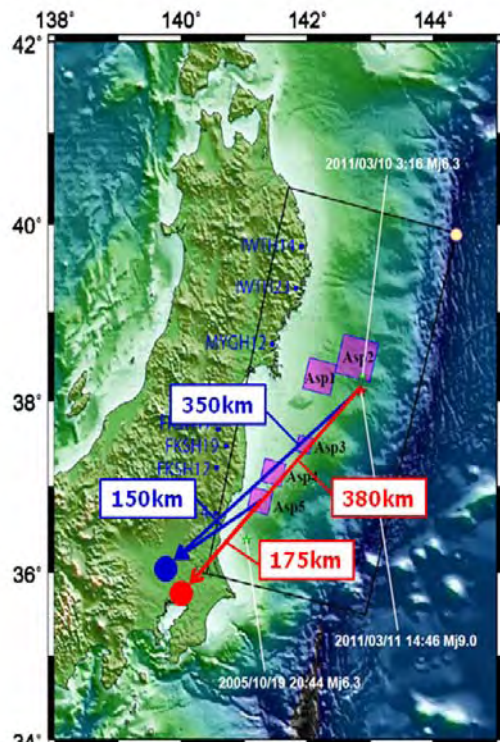 138° 140° 142° 144°
42°
2011/03/10 3:16 Mj6.3
40°
IWTH14
IWTH21
MYGH12
Asp2
Asp1
38°
350km
Asp3
FKSH19
FKSH12
Asp4
150km
Asp5
380km
175km
36°
2011/03/11 14:46 Mj9.0
2005/10/19 20:44 Mj6.3
34°